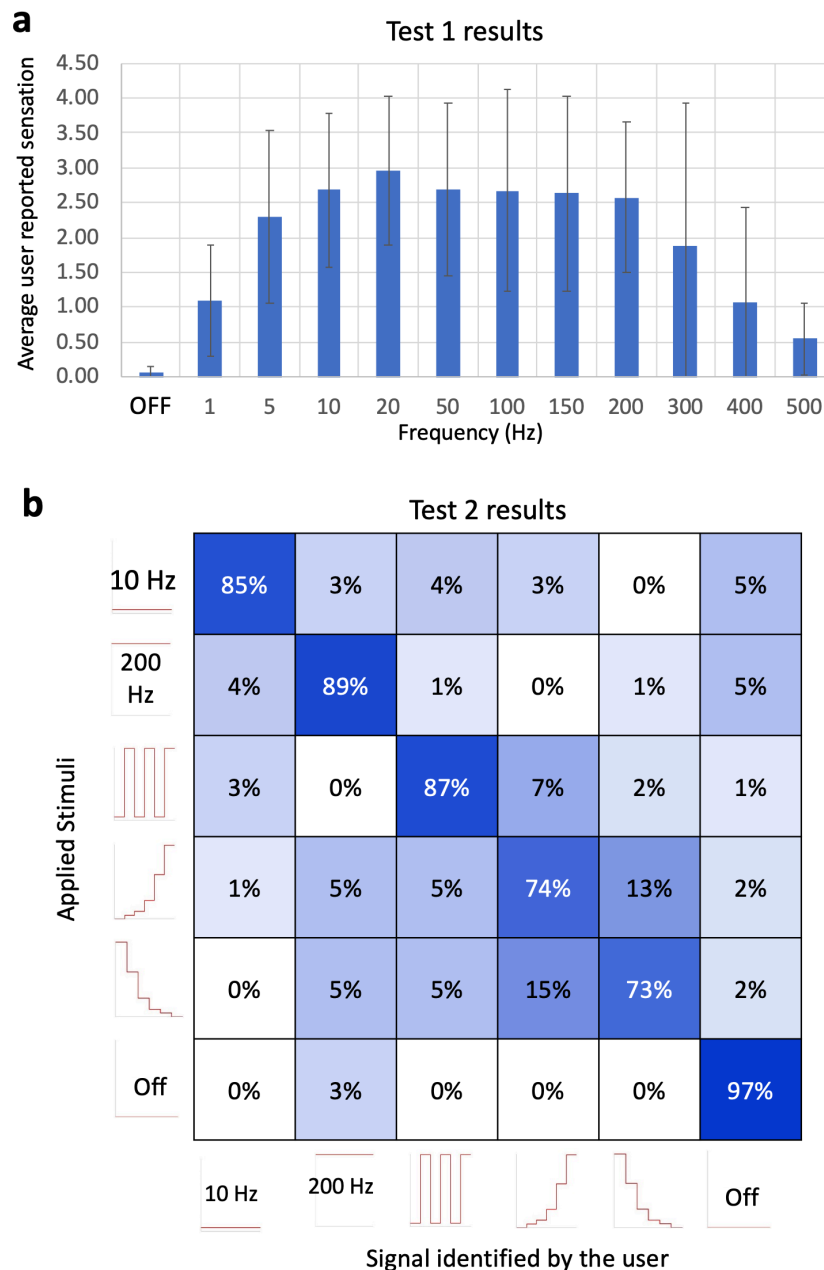 a
Test 1 results
Average user reported sensation
4.50
4.00
3.50
3.00
2.50
2.00
1.50
1.00
0.50
0.00
OFF 1 5 10 20 50 100 150 200 300 400 500
Frequency (Hz)
b
Test 2 results
Applied Stimuli
10 Hz 85% 3% 4% 3% 0% 5%
200
Hz
4% 89% 1% 0% 1% 5%
3% 0% 87% 7% 2% 1%
1% 5% 5% 74% 13% 2%
0% 5% 5% 15% 73% 2%
Off 0% 3% 0% 0% 0% 97%
10 Hz 200 Hz Off
Signal identified by the user